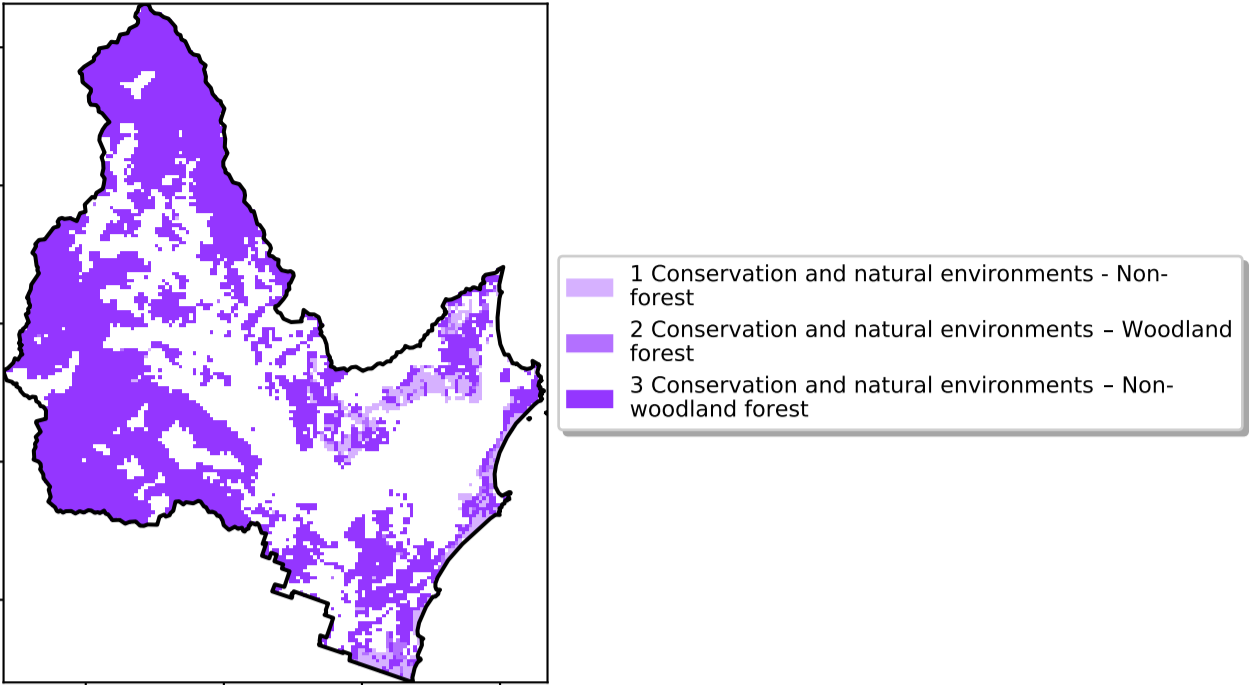 1 Conservation and natural environments - Non-
forest
2 Conservation and natural environments – Woodland
forest
3 Conservation and natural environments – Non-
woodland forest